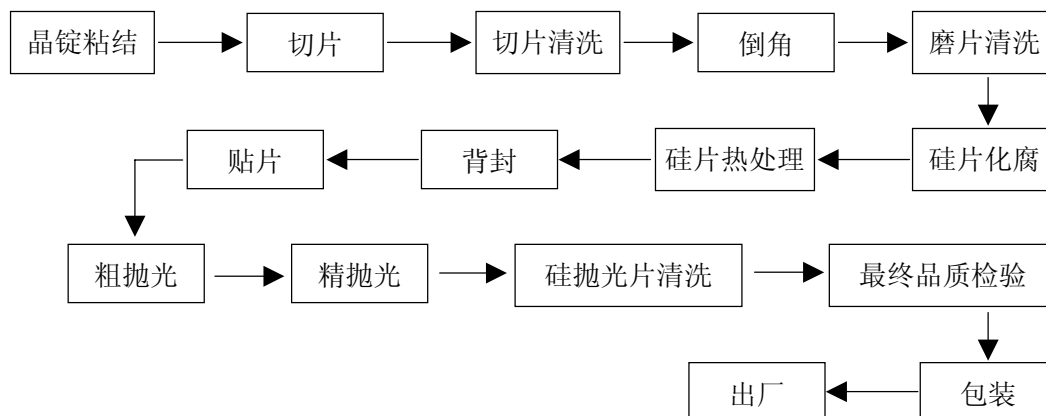 晶锭粘结
切片
切片清洗
倒角
磨片清洗
硅片化腐
硅片热处理
背封
贴片
粗抛光
精抛光
硅抛光片清洗
最终品质检验
包装
出厂